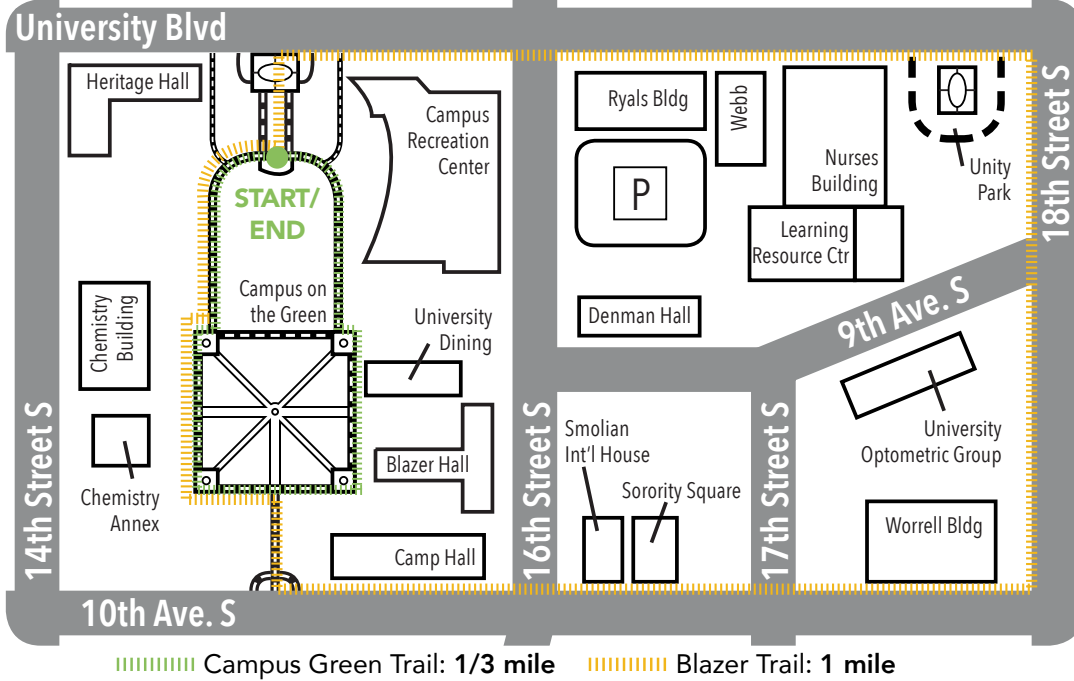 University Blvd
Heritage Hall
Campus
Recreation
Center
Ryals Bldg
Webb
Nurses
Building
Unity
Park
18th Street S
P
START/
END
Learning
Resource Ctr
Campus on
the Green
Chemistry
Building
University
Dining
Denman Hall
9th Ave. S
14th Street S
16th Street S
17th Street S
Smolian
Int'l House
University
Optometric Group
Blazer Hall
Sorority Square
Chemistry
Annex
Worrell Bldg
Camp Hall
10th Ave. S
Campus Green Trail: 1/3 mile
Blazer Trail: 1 mile